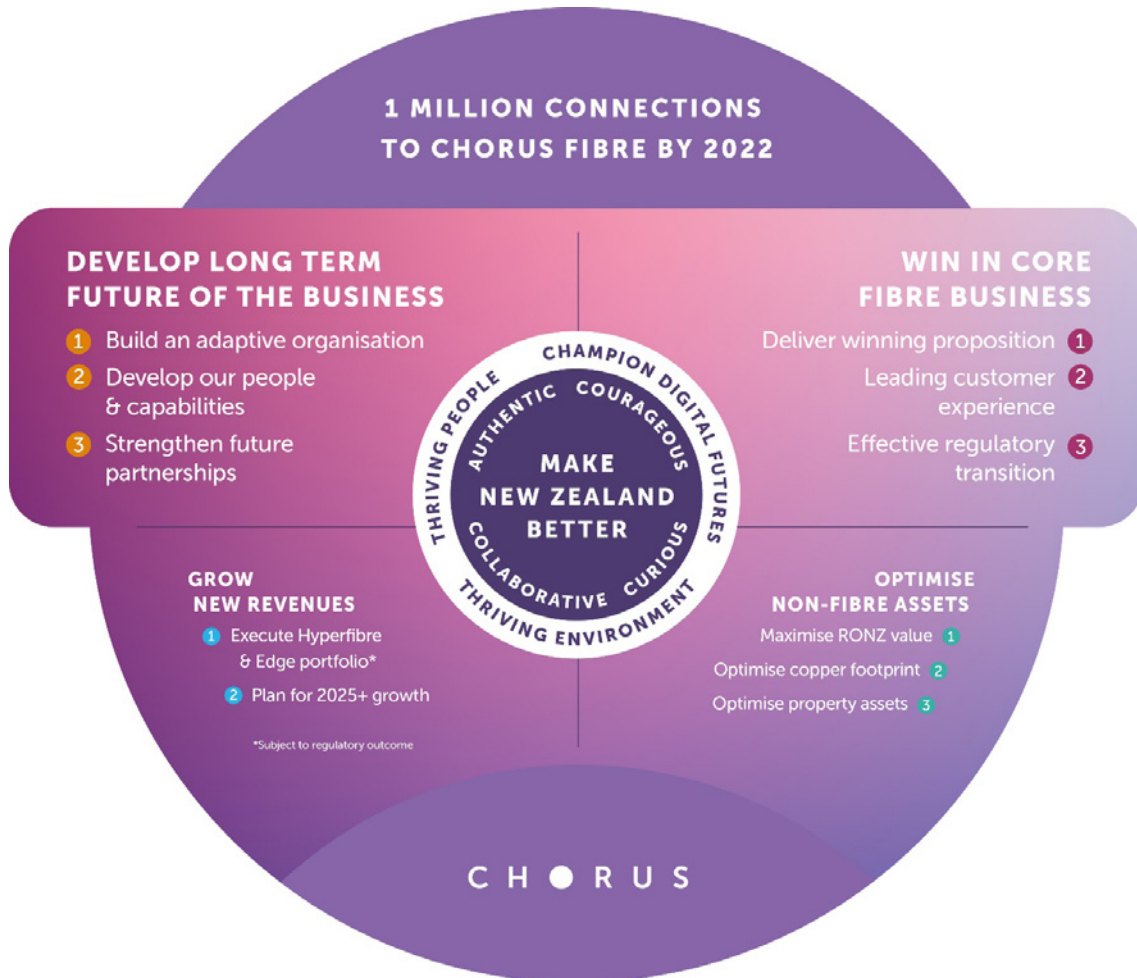 1 MILLION CONNECTIONS
TO CHORUS FIBRE BY 2022
DEVELOP LONG TERM
FUTURE OF THE BUSINESS
1 Build an adaptive organisation
2 Develop our people
& capabilities
3 Strengthen future
partnerships
WIN IN CORE
FIBRE BUSINESS
Deliver winning proposition 1
Leading customer 2
experience
Effective regulatory 3
transition
THRIVING PEOPLE
CHAMPION DIGITAL FUTURES
THRIVING ENVIRONMENT
AUTHENTIC
COURAGEOUS
COLLABORATIVE
CURIOUS
MAKE
NEW ZEALAND
BETTER
GROW
NEW REVENUES
1 Execute Hyperfibre
& Edge portfolio*
2 Plan for 2025+ growth
*Subject to regulatory outcome
OPTIMISE
NON-FIBRE ASSETS
Maximise RONZ value 1
Optimise copper footprint 2
Optimise property assets 3
CHORUS